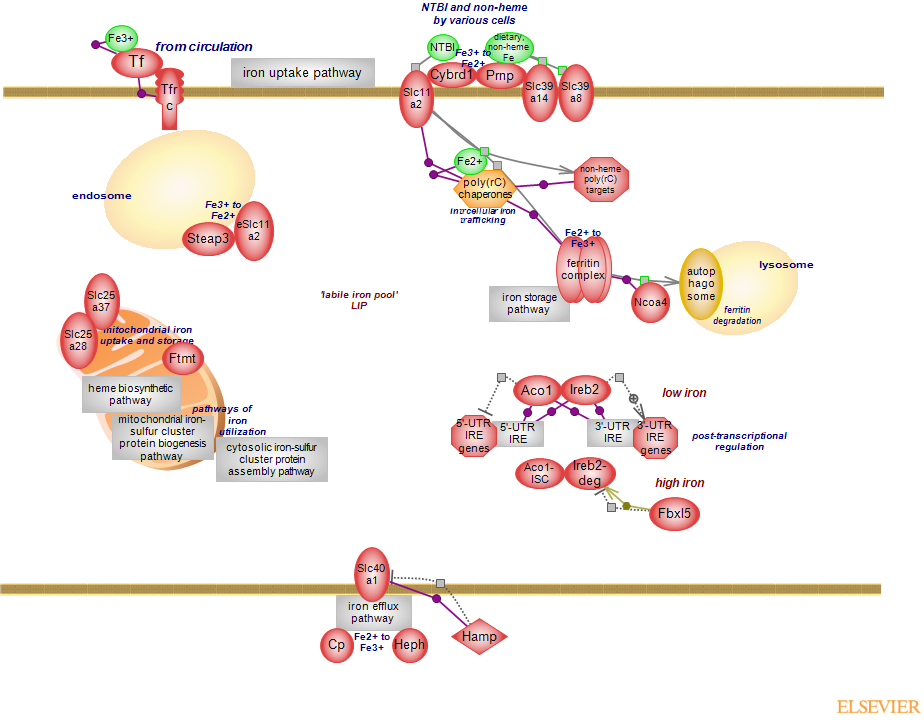 NTBI and non-heme
by various cells
Fe3+
Tf
from circulation
Tfr
c
iron uptake pathway
NTBI
dietary,
non-heme
Fe
Fe3+ to
Fe2+
Cybrd1
Prnp
Slc11
a2
Slc39
a14
Slc39
a8
Fe2+
poly(rC)
chaperones
intracellular iron
trafficking
non-heme
poly(rC)
targets
endosome
Fe3+ to
Fe2+
Steap3
eSlc11
a2
Fe2+ to
Fe3+
ferritin
complex
iron storage
pathway
Ncoa4
autop
hago
some
lysosome
ferritin
degradation
'labile iron pool'
LIP
Slc25
a37
Slc25
a28
mitochondrial iron
uptake and storage
Ftmt
heme biosynthetic
pathway
pathways of
iron
utilization
mitochondrial iron-
sulfur cluster
protein biogenesis
pathway
cytosolic iron-sulfur
cluster protein
assembly pathway
Aco1
Ireb2
low iron
5'-UTR
IRE
genes
5'-UTR
IRE
3'-UTR
IRE
3'-UTR
IRE
genes
post-transcriptional
regulation
Aco1-
ISC
Ireb2-
deg
high iron
Fbxl5
Slc40
a1
iron efflux
pathway
Cp
Fe2+ to
Fe3+
Heph
Hamp
ELSEVIER